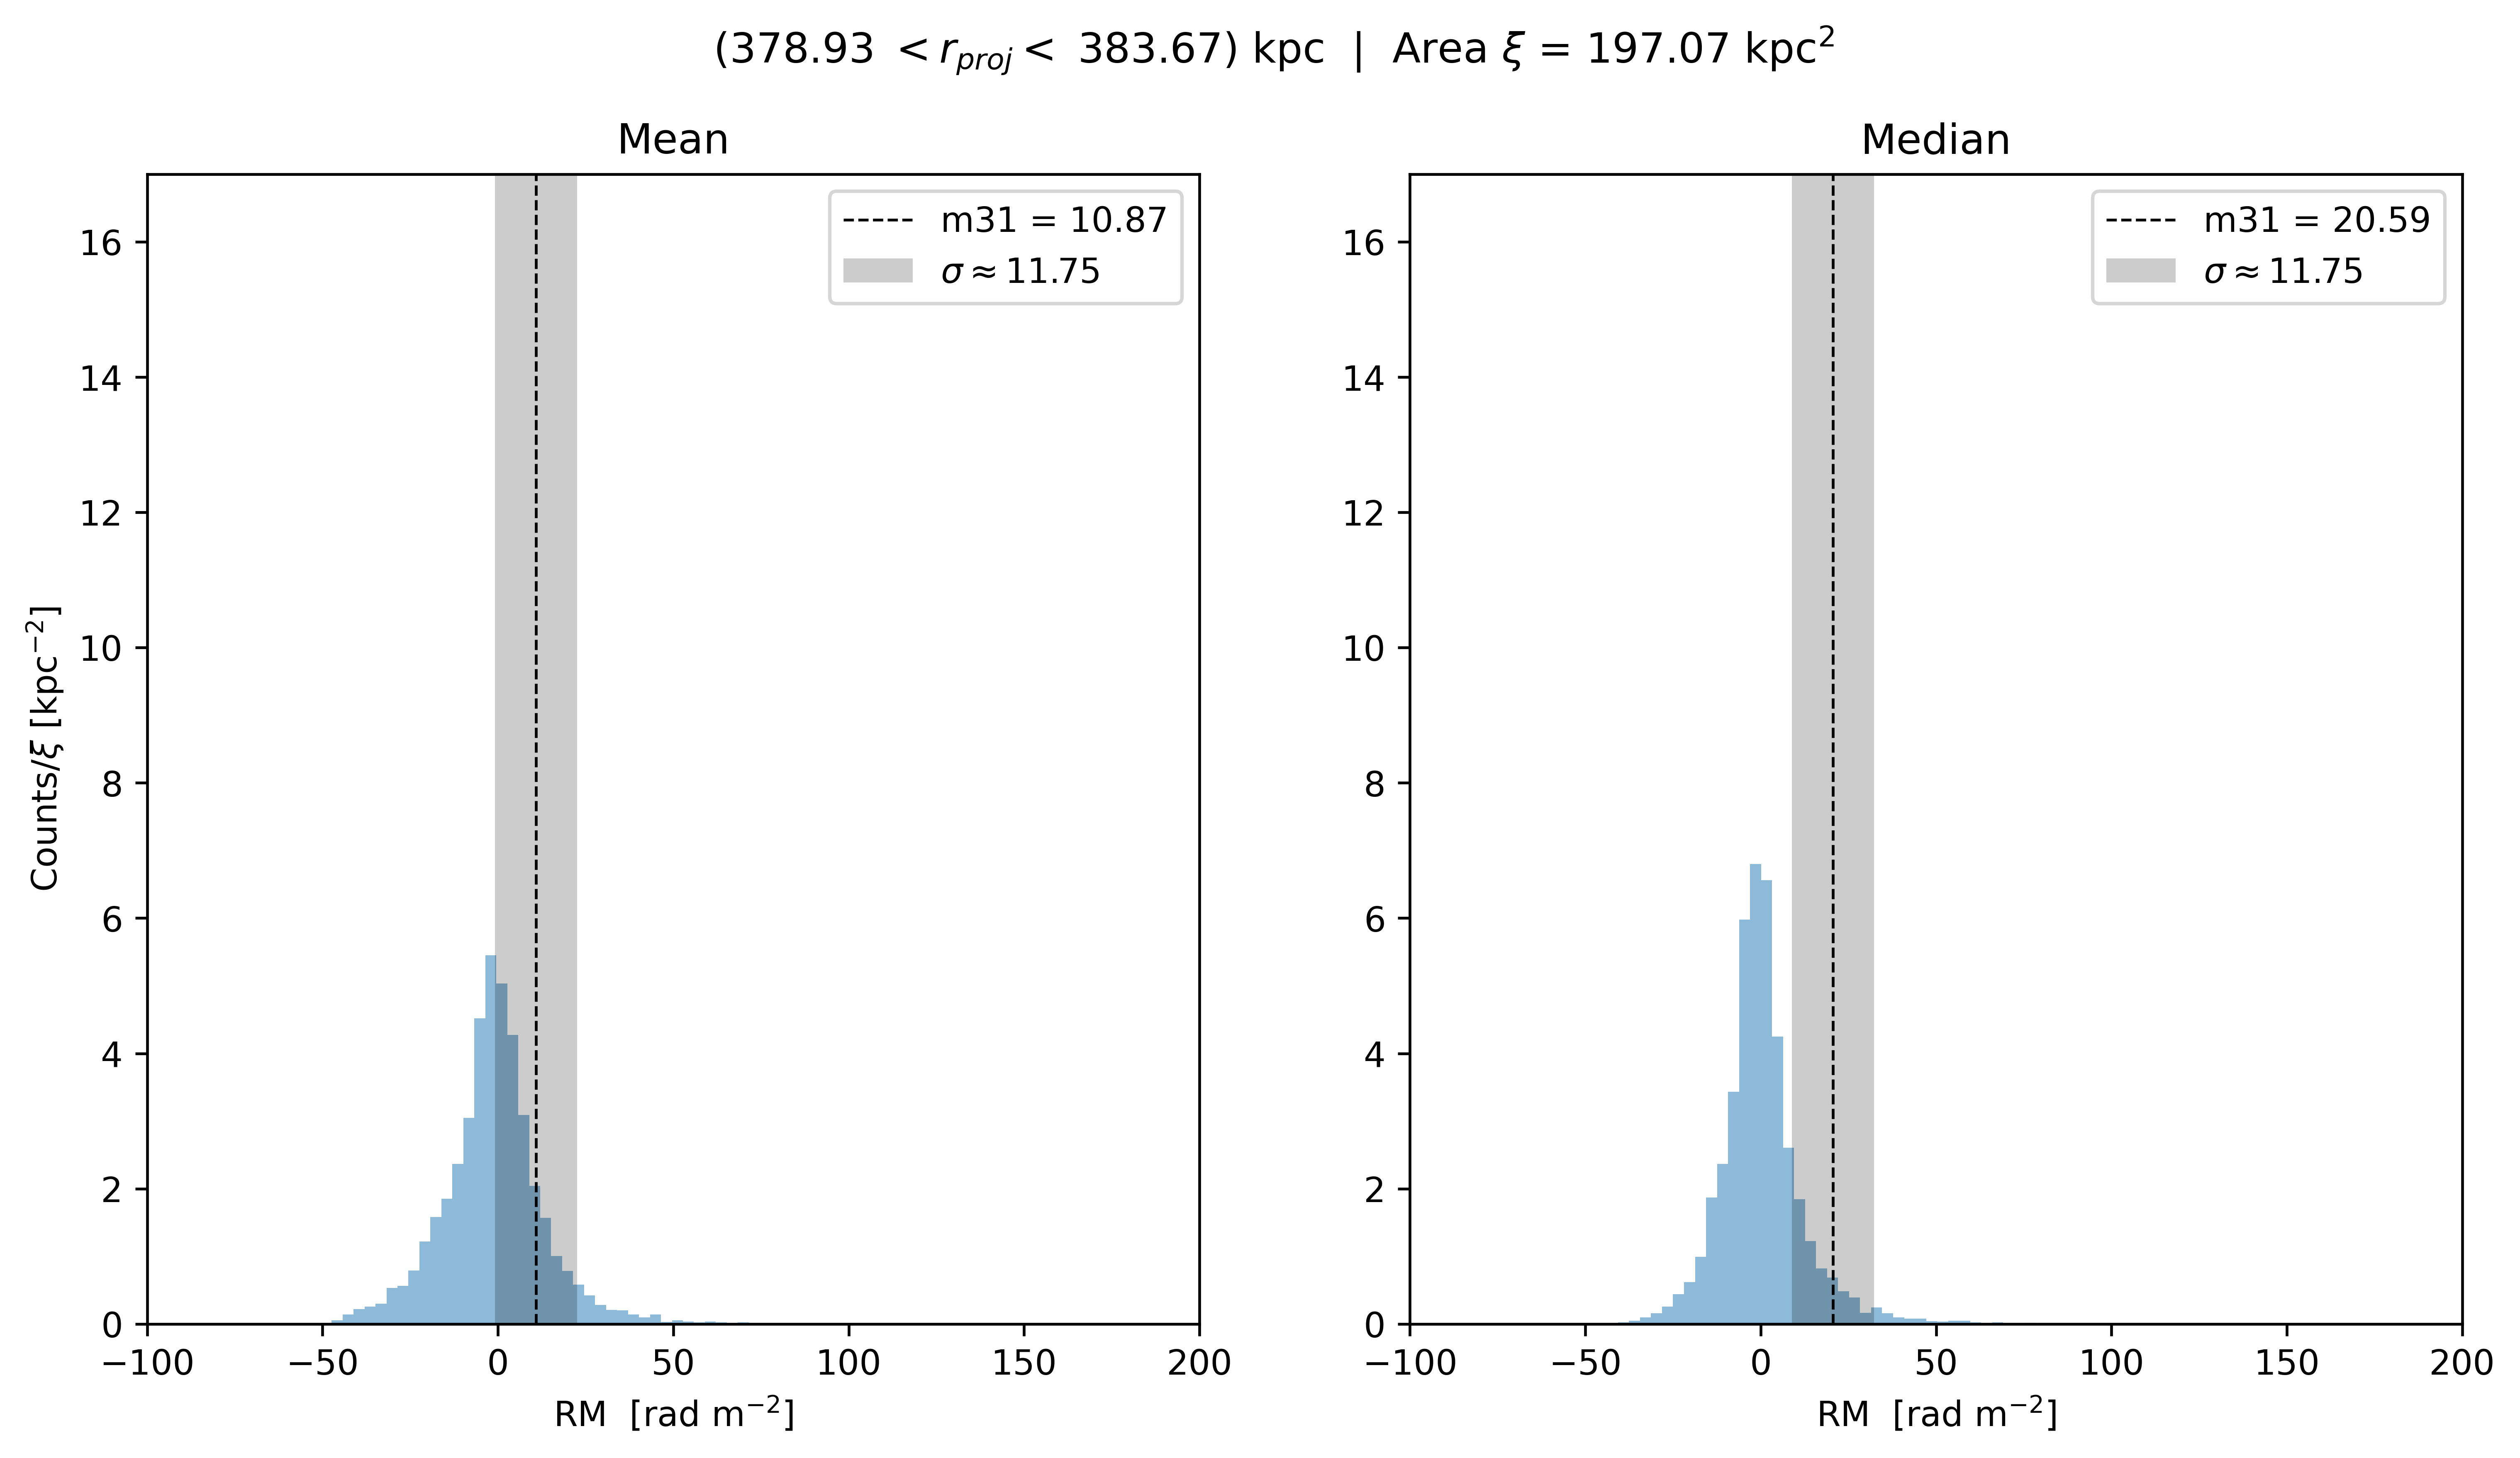 (378.93 < r_proj < 383.67) kpc | Area ξ = 197.07 kpc²
Mean
m31 = 10.87
σ ≈ 11.75
Counts/ξ [kpc⁻²]
16
14
12
10
8
6
4
2
0
−100 −50 0 50 100 150 200
RM [rad m⁻²]
Median
m31 = 20.59
σ ≈ 11.75
16
14
12
10
8
6
4
2
0
−100 −50 0 50 100 150 200
RM [rad m⁻²]